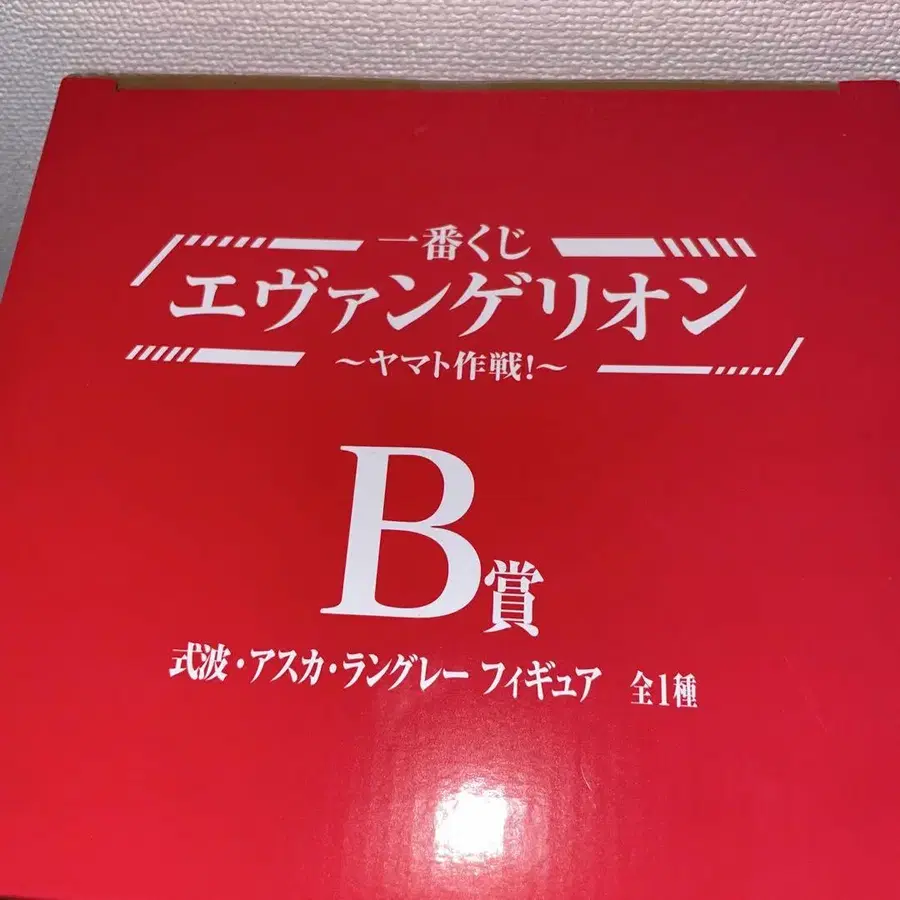 一番くじ
エヴァンゲリオン
~ヤマト作戦!~
B賞
式波・アスカ・ラングレー フィギュア 全1種